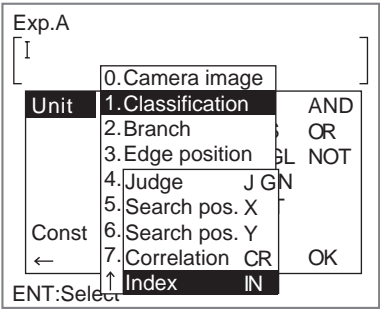 Exp.A
[I ]
0.Camera image
Unit 1.Classification AND
2.Branch OR
3.Edge position GL NOT
4. Judge J GN
5. Search pos. X
Const 6. Search pos. Y
← 7. Correlation CR OK
↑ Index IN
ENT:Select